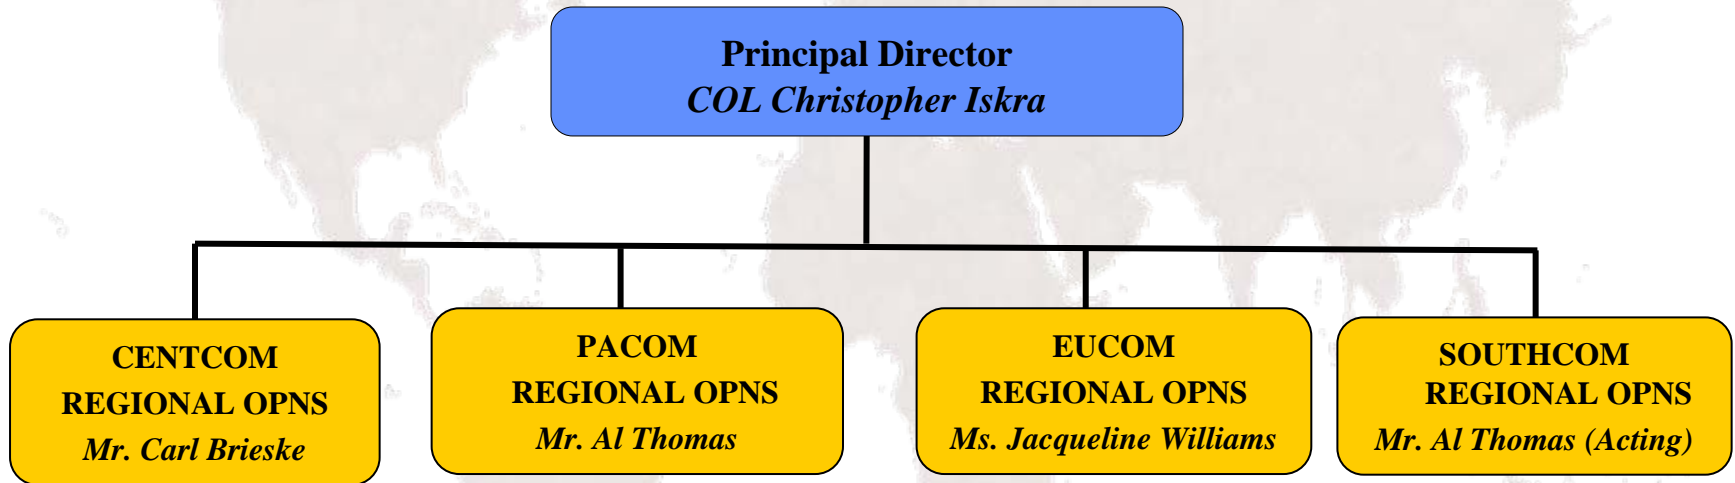 Principal Director
COL Christopher Iskra
CENTCOM
REGIONAL OPNS
Mr. Carl Brieske
PACOM
REGIONAL OPNS
Mr. Al Thomas
EUCOM
REGIONAL OPNS
Ms. Jacqueline Williams
SOUTHCOM
REGIONAL OPNS
Mr. Al Thomas (Acting)